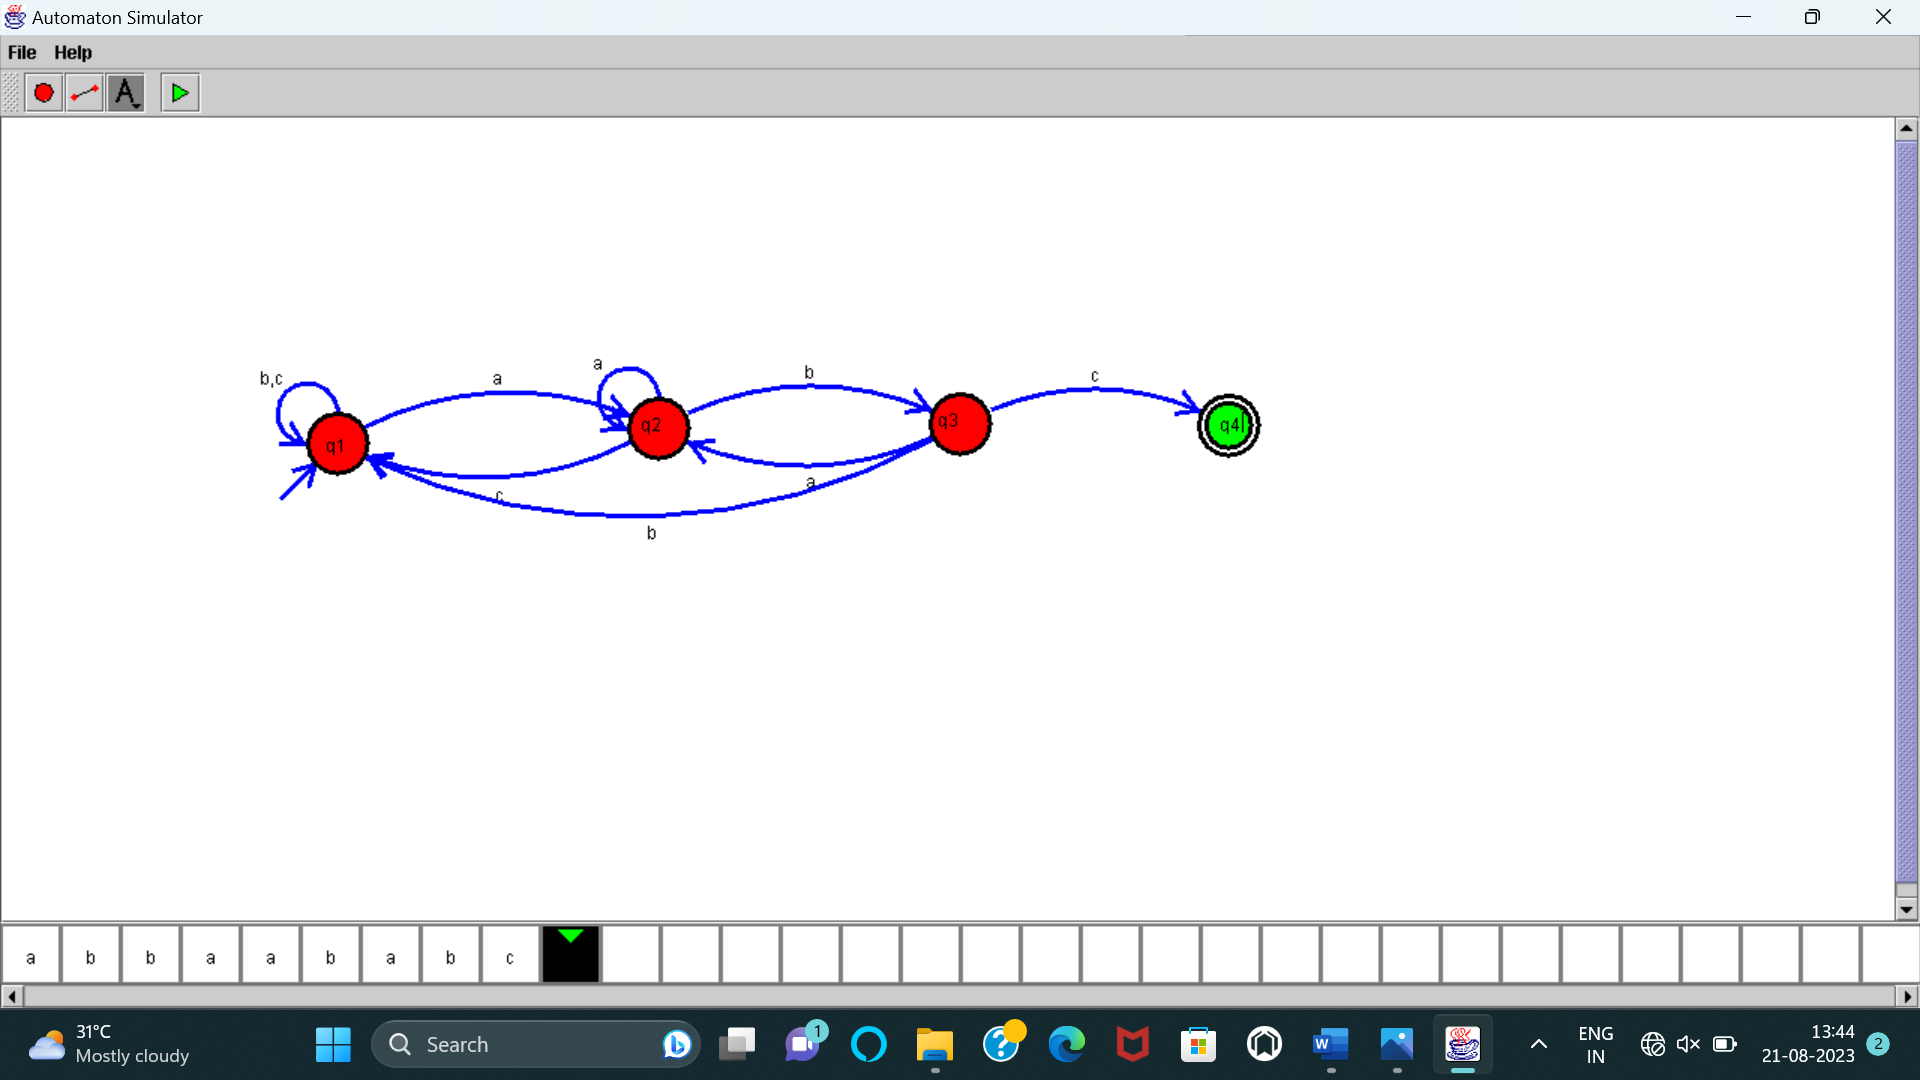 Automaton Simulator
File Help
A
b,c
a
a
b
c
q1
q2
q3
q4
c
a
b
a b b a a b a b c
31°C
Mostly cloudy
Search
1
?
W
ENG
IN
13:44
21-08-2023
2